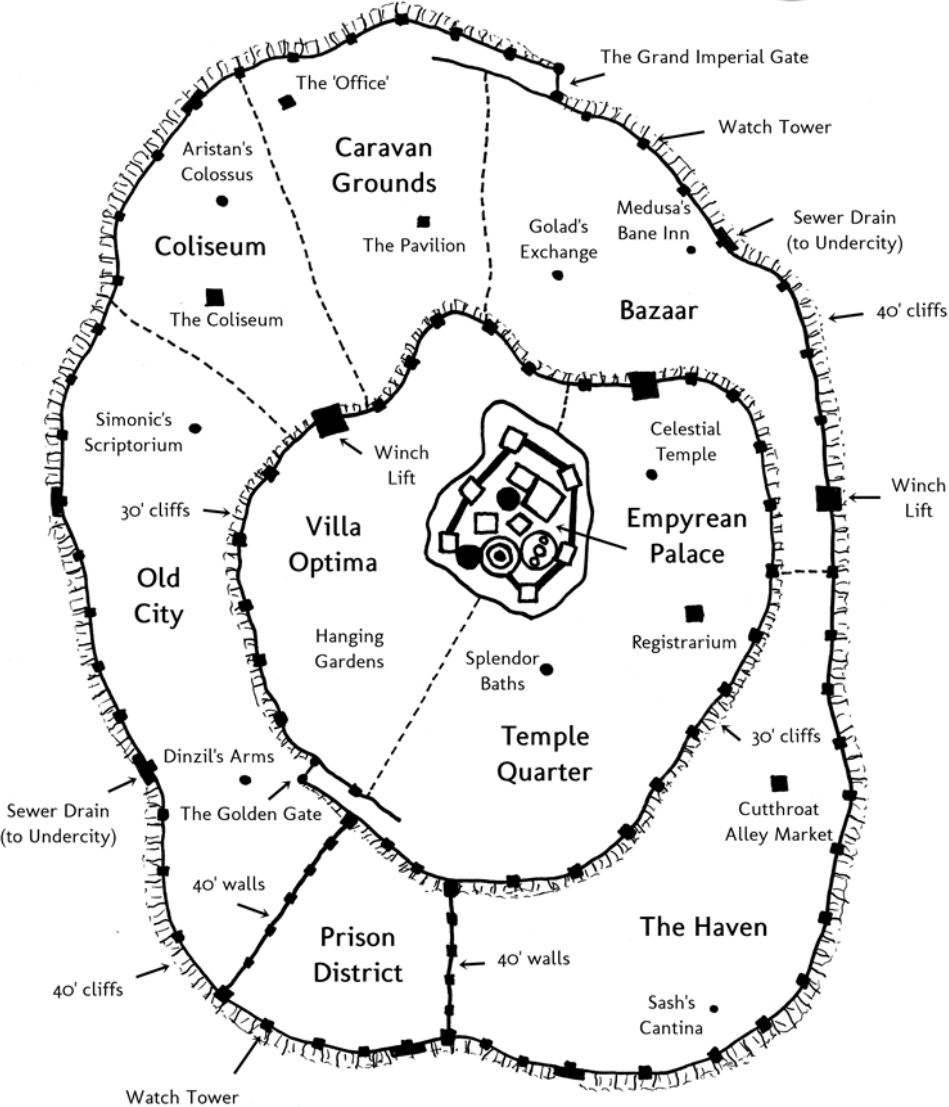 The Grand Imperial Gate
The 'Office'
Watch Tower
Caravan
Grounds
Aristan's
Colossus
Medusa's
Bane Inn
Sewer Drain
(to Undercity)
Golad's
Exchange
The Pavilion
Coliseum
Bazaar
40' cliffs
The Coliseum
Simonic's
Scriptorium
Celestial
Temple
Winch
Lift
Winch
Lift
30' cliffs
Villa
Optima
Empyrean
Palace
Old
City
Hanging
Gardens
Registrarium
Splendor
Baths
Temple
Quarter
30' cliffs
Dinzil's Arms
The Golden Gate
Sewer Drain
(to Undercity)
Cutthroat
Alley Market
40' walls
Prison
District
The Haven
40' walls
40' cliffs
Sash's
Cantina
Watch Tower